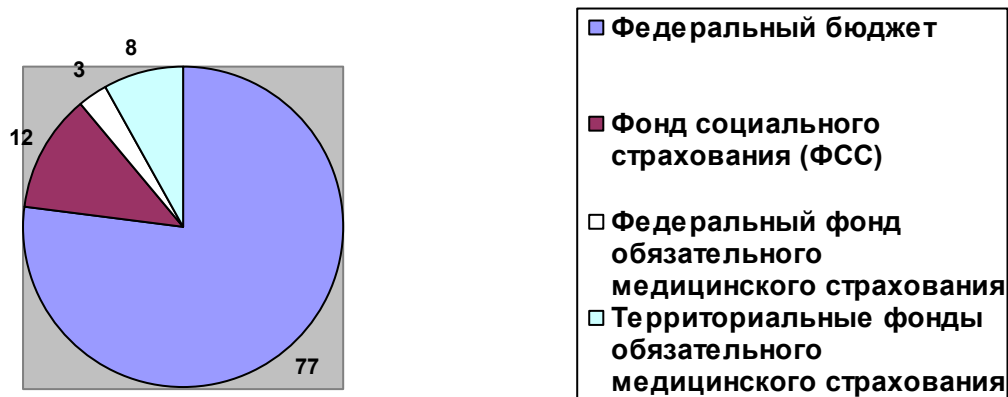 8
3
12
77
Федеральный бюджет
Фонд социального
страхования (ФСС)
Федеральный фонд
обязательного
медицинского страхования
Территориальные фонды
обязательного
медицинского страхования